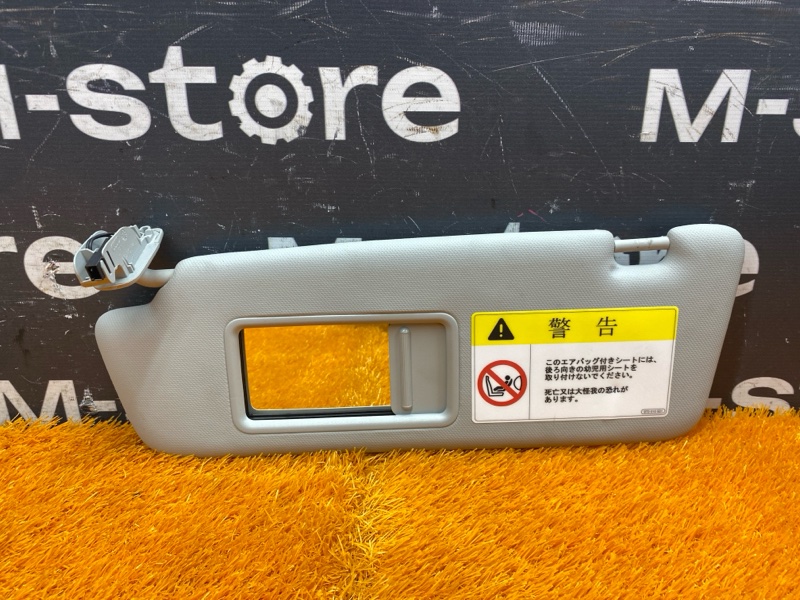 M-store
M-
re
M-
M-st
警告
このエアバッグ付きシートには、
後ろ向きの幼児用シートを
取り付けないでください。
死亡又は大怪我の恐れが
あります。